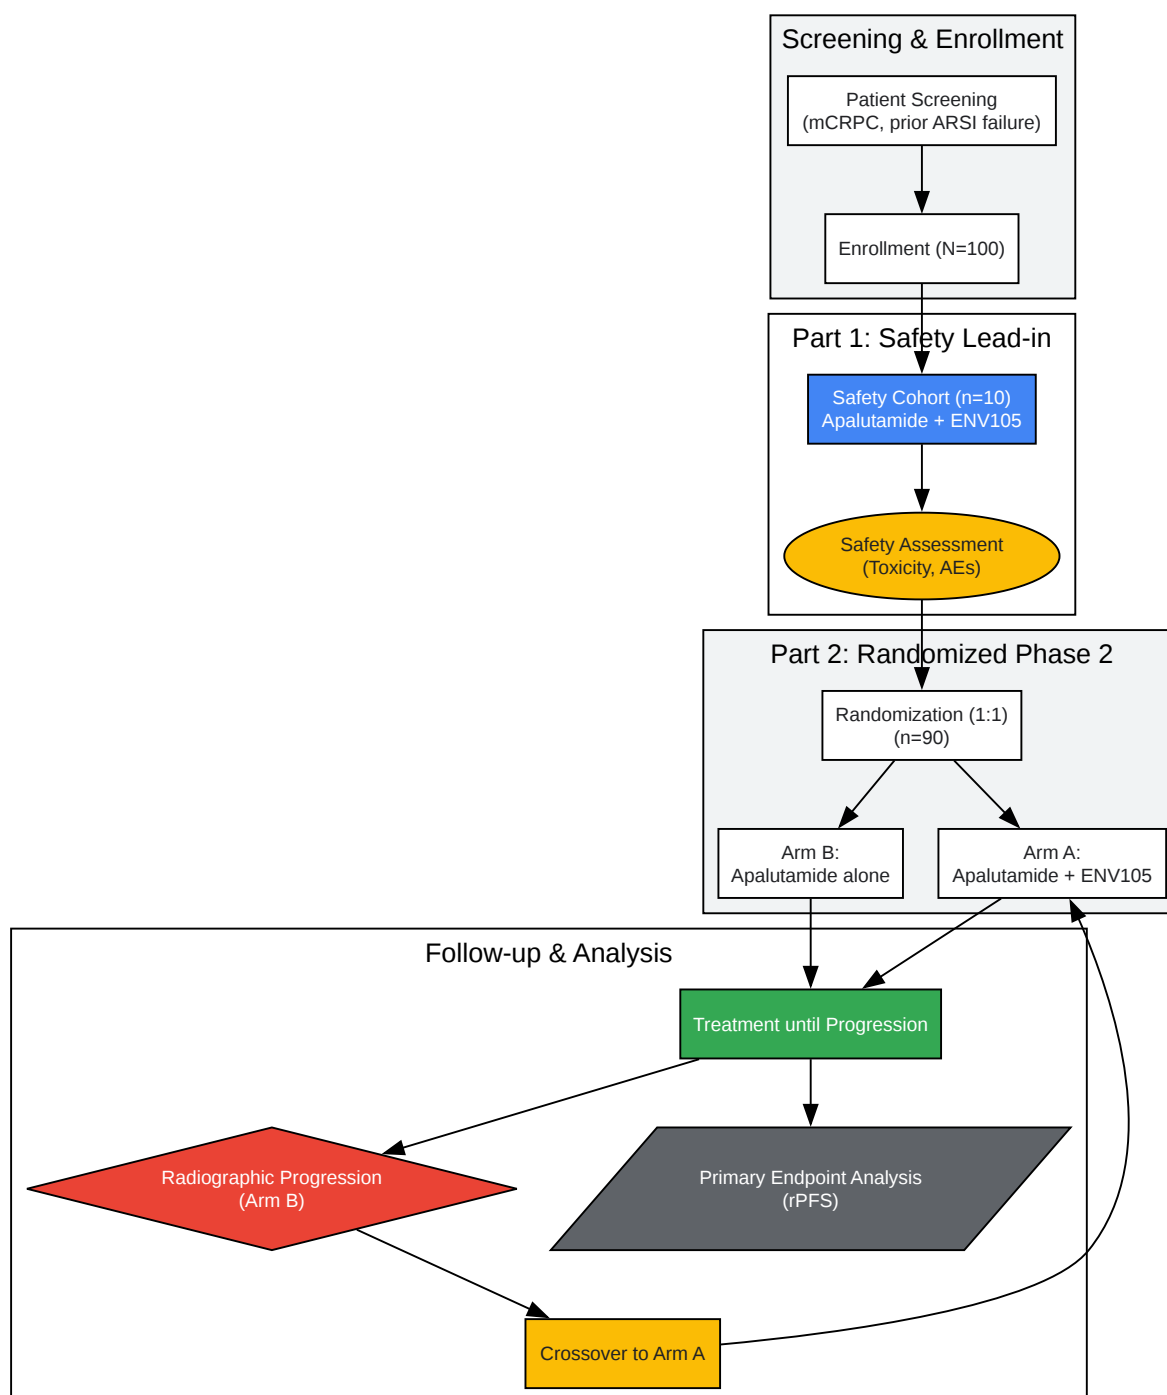 Screening & Enrollment
Patient Screening
(mCRPC, prior ARSI failure)
Enrollment (N=100)
Part 1: Safety Lead-in
Safety Cohort (n=10)
Apalutamide + ENV105
Safety Assessment
(Toxicity, AEs)
Part 2: Randomized Phase 2
Randomization (1:1)
(n=90)
Arm B:
Apalutamide alone
Arm A:
Apalutamide + ENV105
Follow-up & Analysis
Treatment until Progression
Radiographic Progression
(Arm B)
Primary Endpoint Analysis
(rPFS)
Crossover to Arm A